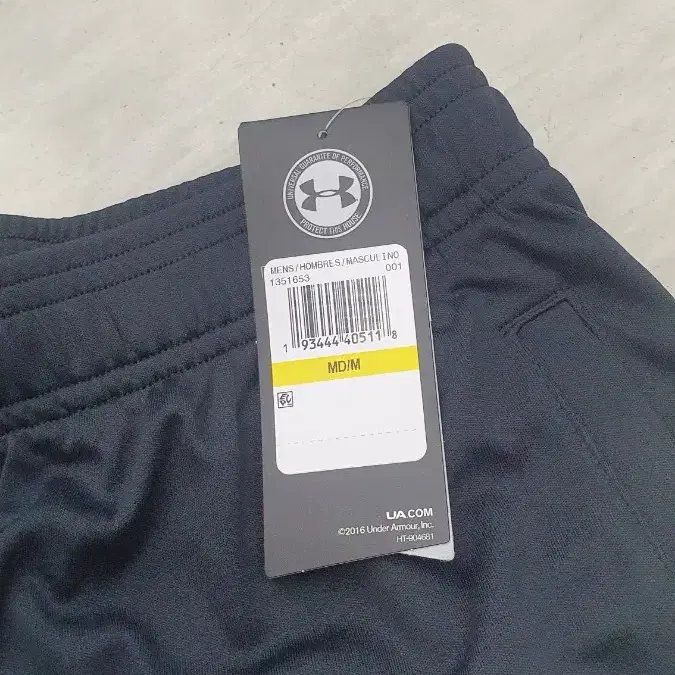 UNIVERSAL GUARANTEE OF PERFORMANCE
PROTECT THIS HOUSE
MENS/HOMBRES/MASCULINO
1351653 001
1 93444 40511 8
MD/M
UA.COM
©2016 Under Armour, Inc.
HT-904681